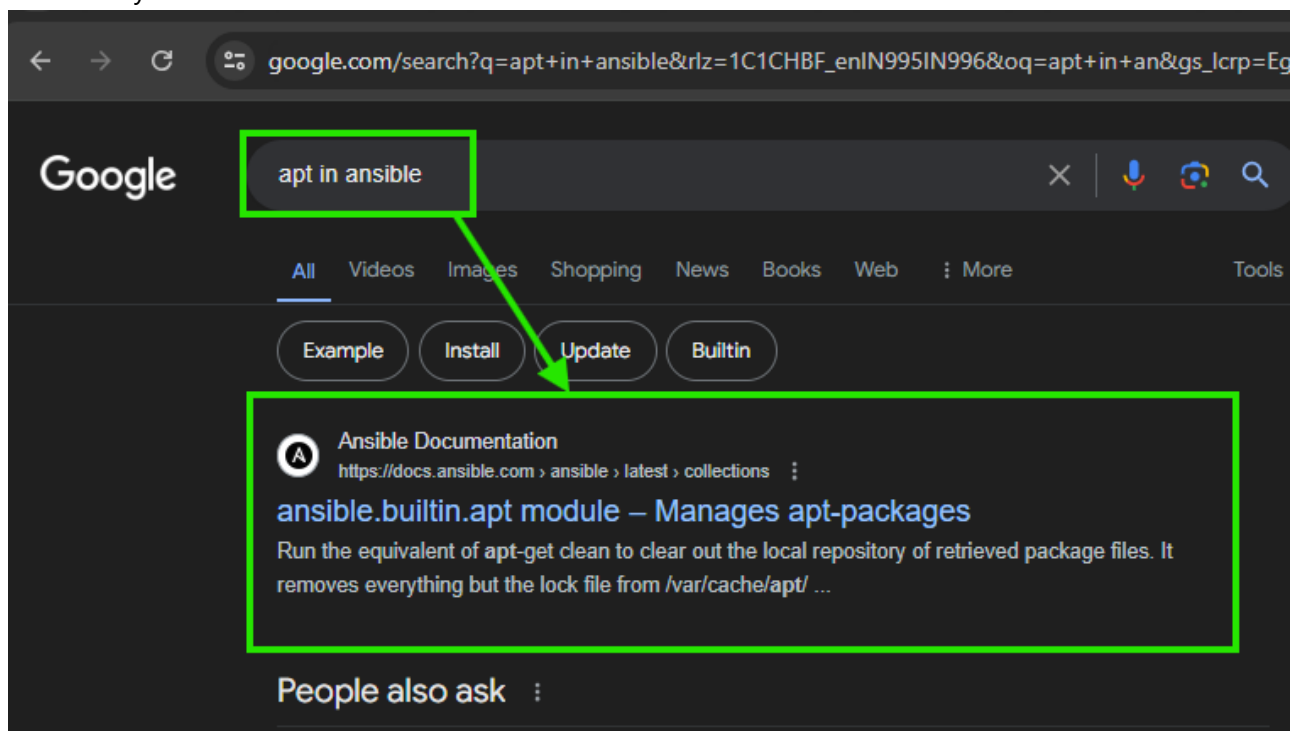 google.com/search?q=apt+in+ansible&rlz=1C1CHBF_enIN995IN996&oq=apt+in+an&gs_lcrp=Eg
Google
apt in ansible
All Videos Images Shopping News Books Web More Tools
Example Install Update Builtin
Ansible Documentation
https://docs.ansible.com › ansible › latest › collections
ansible.builtin.apt module – Manages apt-packages
Run the equivalent of apt-get clean to clear out the local repository of retrieved package files. It
removes everything but the lock file from /var/cache/apt/ ...
People also ask